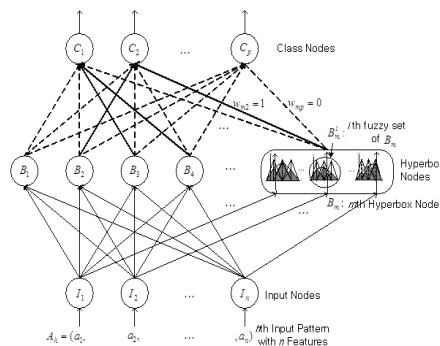 C₁ C₂ ... Cₚ Class Nodes
wₘ₂ = 1 wₘₚ = 0
...
Bₘⁱ : ith fuzzy set
of Bₘ
B₁ B₂ B₃ B₄ ... Hyperbo
Nodes
... Bₘ : mth Hyperbox Node
...
I₁ I₂ ... Iₙ Input Nodes
Aₕ = (a₁, a₂, ... , aₙ) hth Input Pattern
with n Features